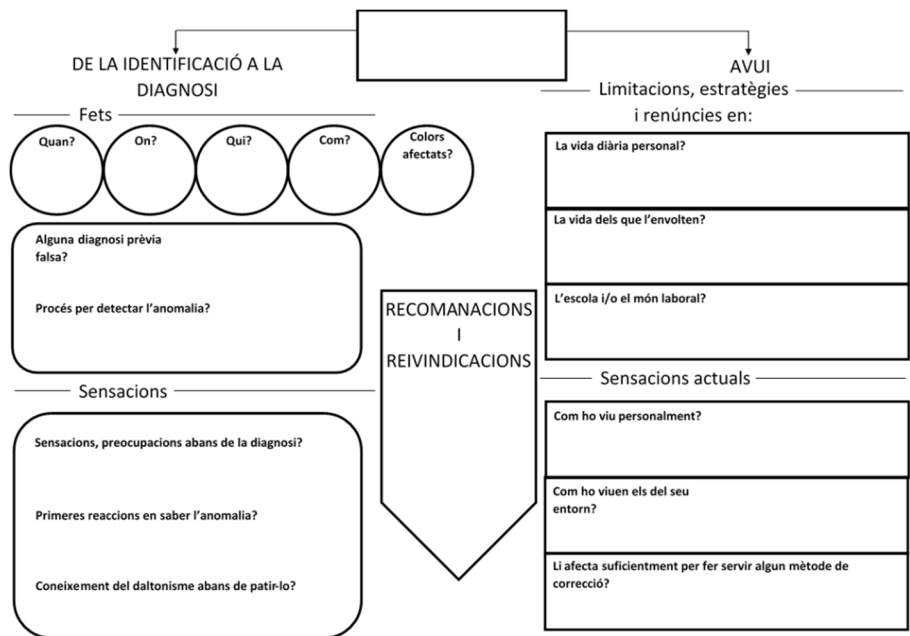 DE LA IDENTIFICACIÓ A LA
DIAGNOSI
Fets
Quan?
On?
Qui?
Com?
Colors
afectats?
Alguna diagnosi prèvia
falsa?
Procés per detectar l'anomalia?
Sensacions
Sensacions, preocupacions abans de la diagnosi?
Primeres reaccions en saber l'anomalia?
Coneixement del daltonisme abans de patir-lo?
RECOMANACIONS
I
REIVINDICACIONS
AVUI
Limitacions, estratègies
i renúncies en:
La vida diària personal?
La vida dels que l'envolten?
L'escola i/o el món laboral?
Sensacions actuals
Com ho viu personalment?
Com ho viuen els del seu
entorn?
Li afecta suficientment per fer servir algun mètode de
correcció?